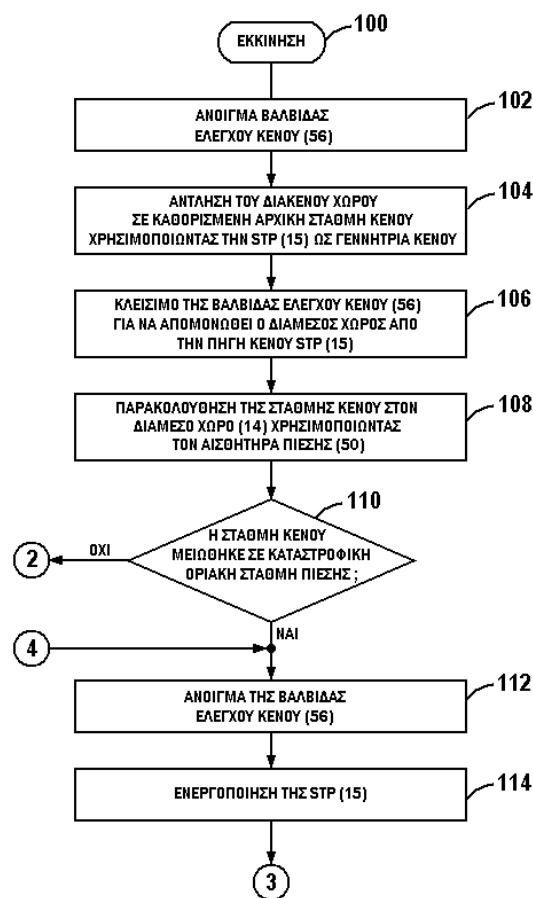 100
ΕΚΚΙΝΗΣΗ
102
ΑΝΟΙΓΜΑ ΒΑΛΒΙΔΑΣ
ΕΛΕΓΧΟΥ ΚΕΝΟΥ (56)
104
ΑΝΤΛΗΣΗ ΤΟΥ ΔΙΑΚΕΝΟΥ ΧΩΡΟΥ
ΣΕ ΚΑΘΟΡΙΣΜΕΝΗ ΑΡΧΙΚΗ ΣΤΑΘΜΗ ΚΕΝΟΥ
ΧΡΗΣΙΜΟΠΟΙΩΝΤΑΣ ΤΗΝ STP (15) ΩΣ ΓΕΝΝΗΤΡΙΑ ΚΕΝΟΥ
106
ΚΛΕΙΣΙΜΟ ΤΗΣ ΒΑΛΒΙΔΑΣ ΕΛΕΓΧΟΥ ΚΕΝΟΥ (56)
ΓΙΑ ΝΑ ΑΠΟΜΟΝΩΘΕΙ Ο ΔΙΑΜΕΣΟΣ ΧΩΡΟΣ ΑΠΟ
ΤΗΝ ΠΗΓΗ ΚΕΝΟΥ STP (15)
108
ΠΑΡΑΚΟΛΟΥΘΗΣΗ ΤΗΣ ΣΤΑΘΜΗΣ ΚΕΝΟΥ ΣΤΟΝ
ΔΙΑΜΕΣΟ ΧΩΡΟ (14) ΧΡΗΣΙΜΟΠΟΙΩΝΤΑΣ
ΤΟΝ ΑΙΣΘΗΤΗΡΑ ΠΙΕΣΗΣ (50)
110
Η ΣΤΑΘΜΗ ΚΕΝΟΥ
ΜΕΙΩΘΗΚΕ ΣΕ ΚΑΤΑΣΤΡΟΦΙΚΗ
ΟΡΙΑΚΗ ΣΤΑΘΜΗ ΠΙΕΣΗΣ ;
ΟΧΙ
2
ΝΑΙ
4
112
ΑΝΟΙΓΜΑ ΤΗΣ ΒΑΛΒΙΔΑΣ
ΕΛΕΓΧΟΥ ΚΕΝΟΥ (56)
114
ΕΝΕΡΓΟΠΟΙΗΣΗ ΤΗΣ STP (15)
3